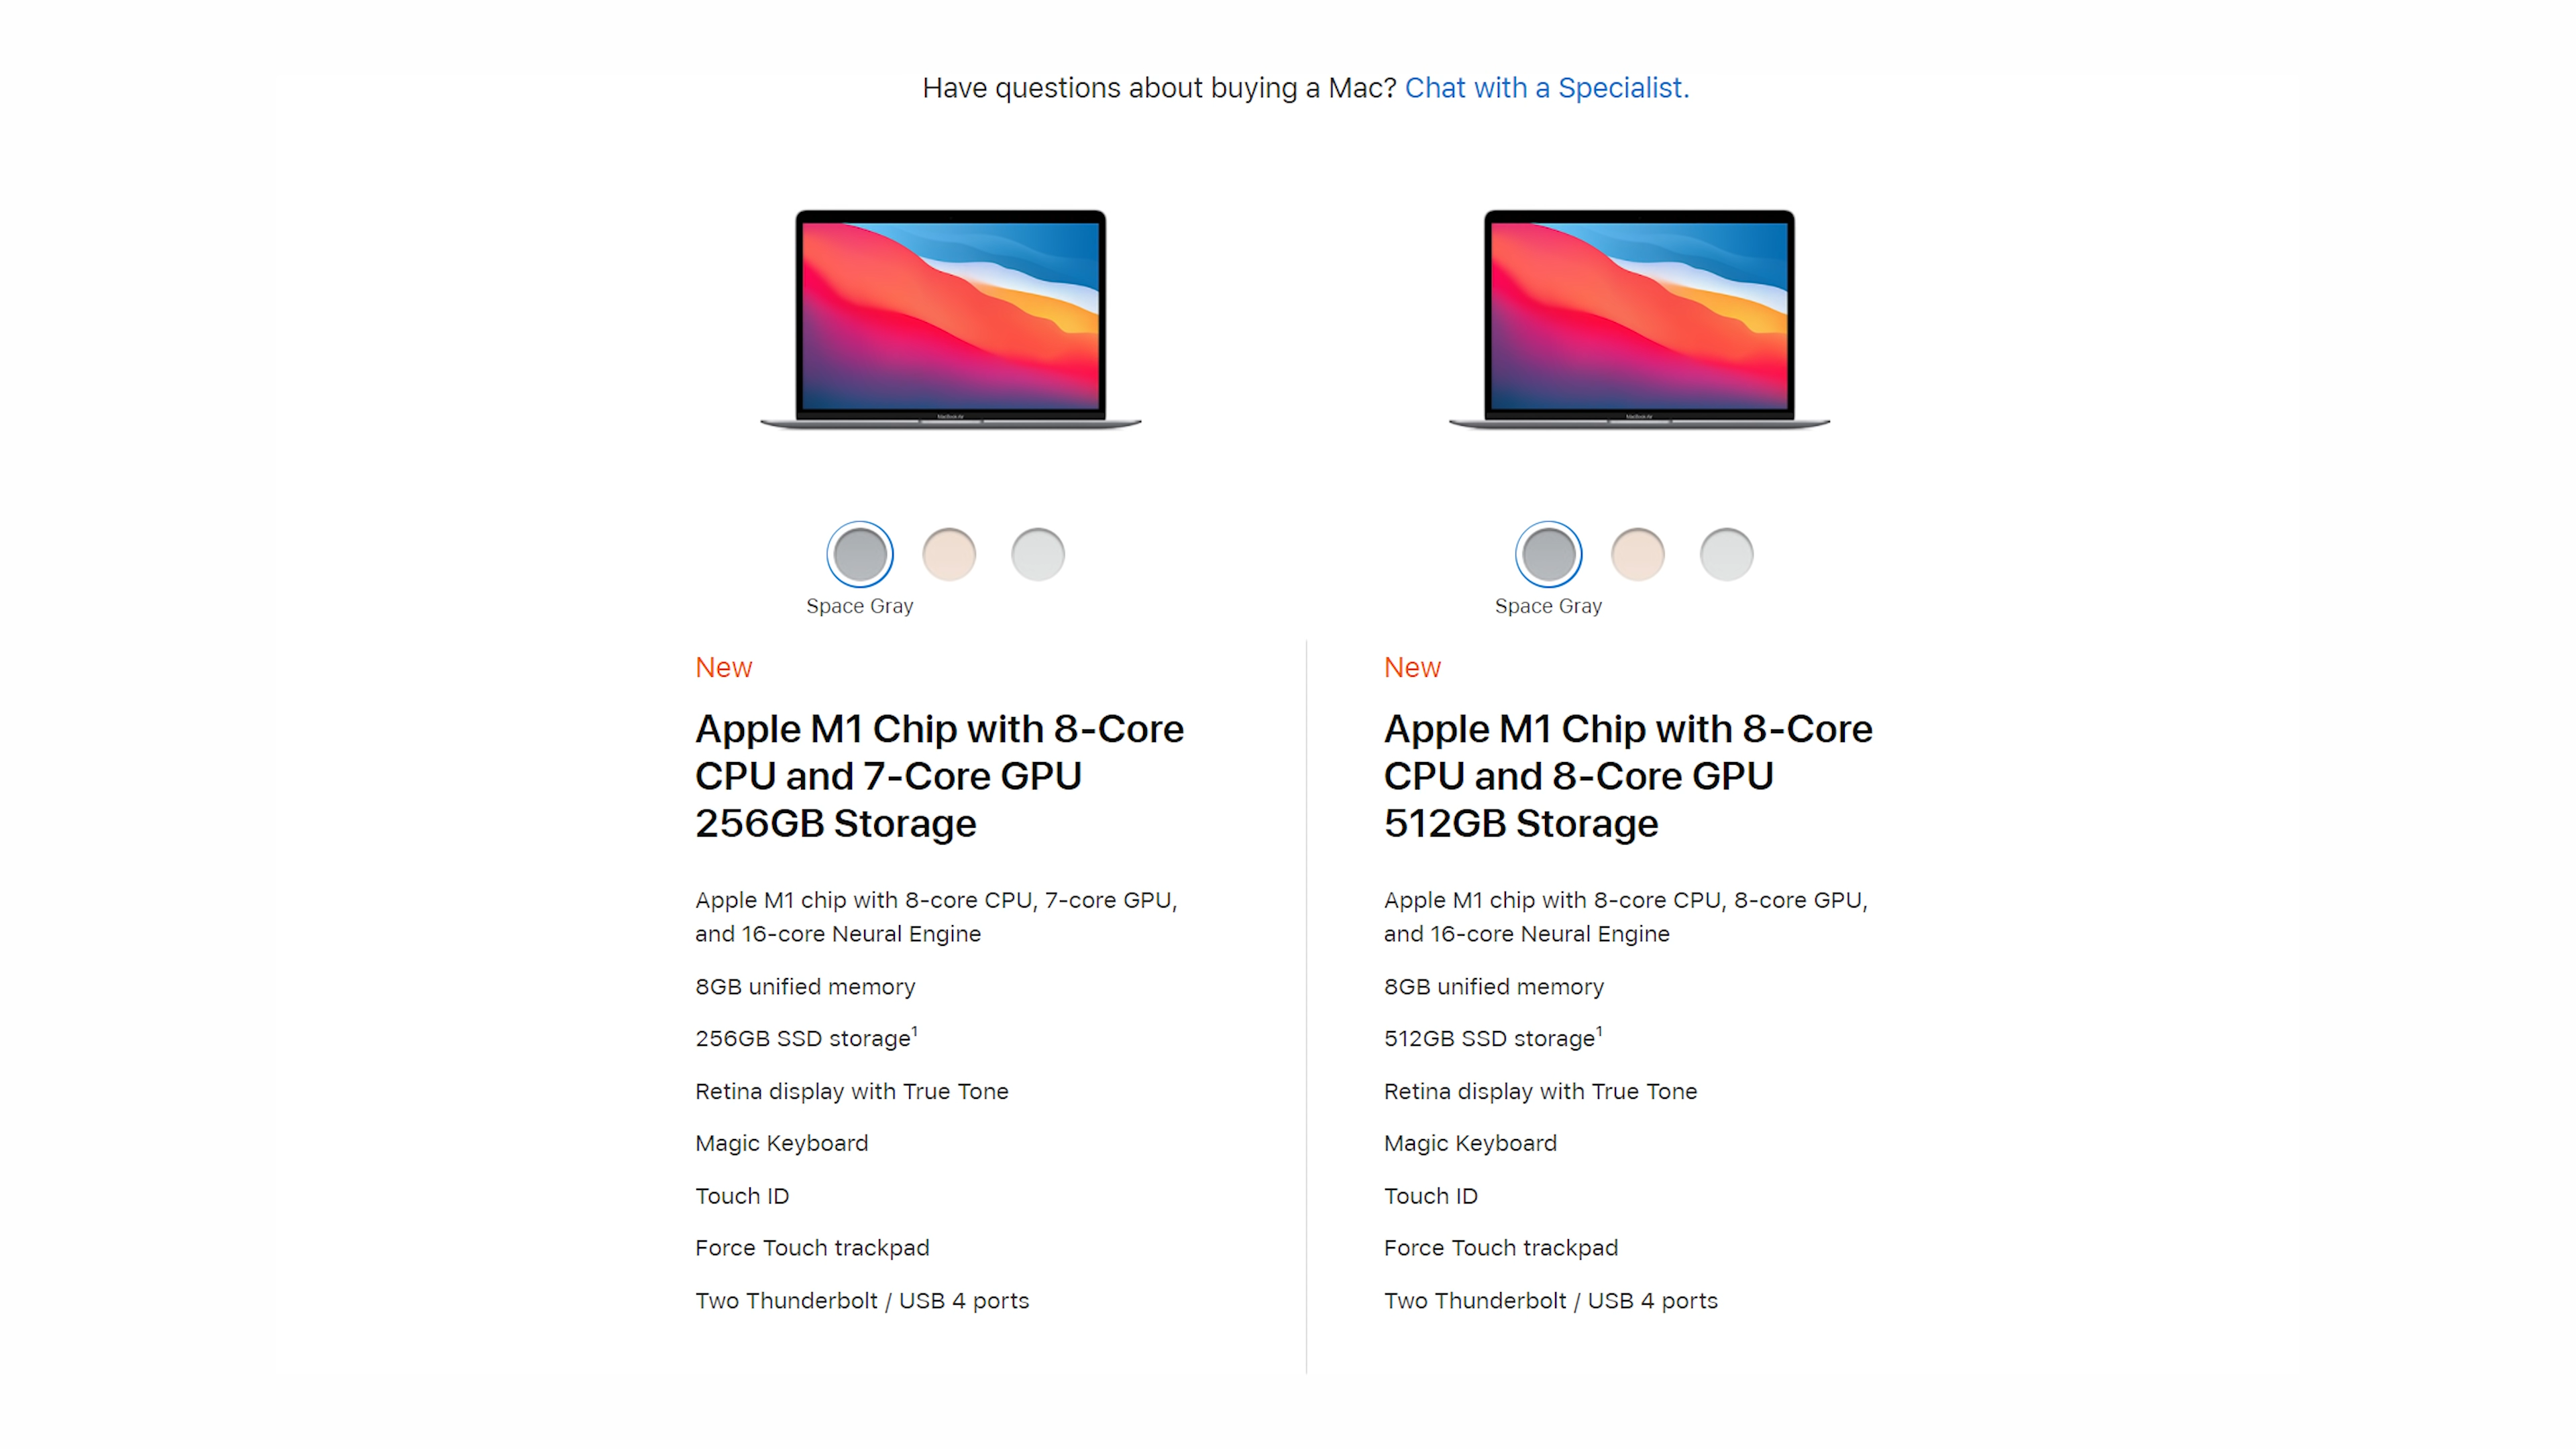 Have questions about buying a Mac? Chat with a Specialist.
MacBook Air
MacBook Air
Space Gray
Space Gray
New
Apple M1 Chip with 8-Core
CPU and 7-Core GPU
256GB Storage
Apple M1 chip with 8-core CPU, 7-core GPU,
and 16-core Neural Engine
8GB unified memory
256GB SSD storage¹
Retina display with True Tone
Magic Keyboard
Touch ID
Force Touch trackpad
Two Thunderbolt / USB 4 ports
New
Apple M1 Chip with 8-Core
CPU and 8-Core GPU
512GB Storage
Apple M1 chip with 8-core CPU, 8-core GPU,
and 16-core Neural Engine
8GB unified memory
512GB SSD storage¹
Retina display with True Tone
Magic Keyboard
Touch ID
Force Touch trackpad
Two Thunderbolt / USB 4 ports